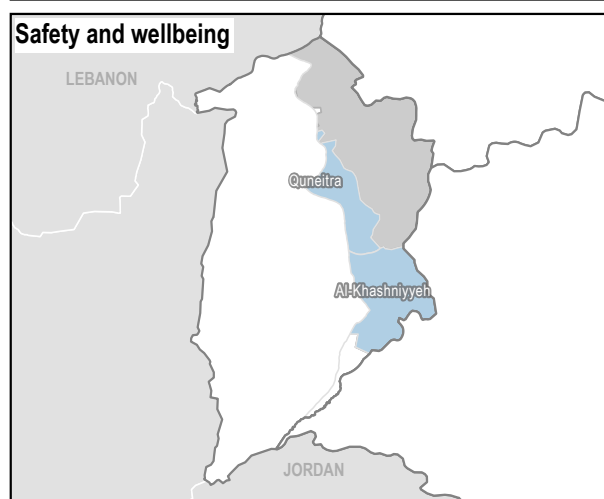 Safety and wellbeing
LEBANON
Quneitra
Al-Khashniyyeh
JORDAN